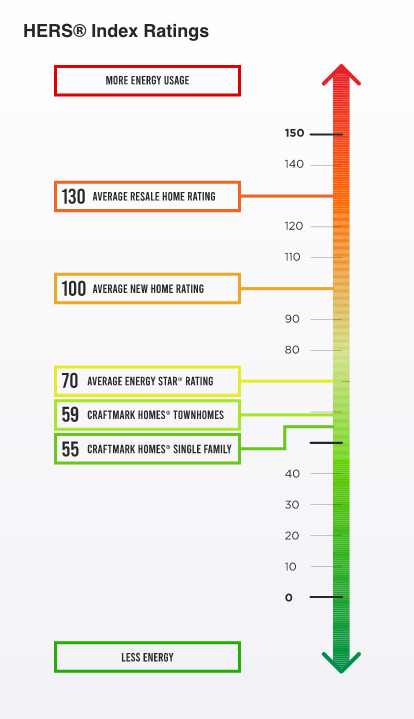 HERS® Index Ratings
MORE ENERGY USAGE
150
140
130 AVERAGE RESALE HOME RATING
120
110
100 AVERAGE NEW HOME RATING
90
80
70 AVERAGE ENERGY STAR® RATING
59 CRAFTMARK HOMES® TOWNHOMES
55 CRAFTMARK HOMES® SINGLE FAMILY
40
30
20
10
0
LESS ENERGY